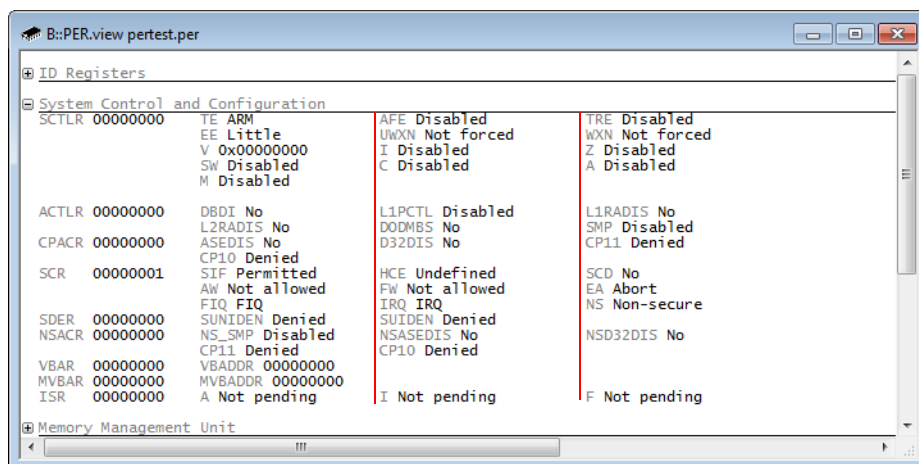 B::PER.view pertest.per
ID Registers
System Control and Configuration
SCTLR 00000000 TE ARM AFE Disabled TRE Disabled
EE Little UWXN Not forced WXN Not forced
V 0x00000000 I Disabled Z Disabled
SW Disabled C Disabled A Disabled
M Disabled
ACTLR 00000000 DBDI No L1PCTL Disabled L1RADIS No
L2RADIS No DODMBS No SMP Disabled
CPACR 00000000 ASEDIS No D32DIS No CP11 Denied
CP10 Denied
SCR 00000001 SIF Permitted HCE Undefined SCD No
AW Not allowed FW Not allowed EA Abort
FIQ FIQ IRQ IRQ NS Non-secure
SDER 00000000 SUNIDEN Denied SUIDEN Denied
NSACR 00000000 NS_SMP Disabled NSASEDIS No NSD32DIS No
CP11 Denied CP10 Denied
VBAR 00000000 VBADDR 00000000
MVBAR 00000000 MVBADDR 00000000
ISR 00000000 A Not pending I Not pending F Not pending
Memory Management Unit